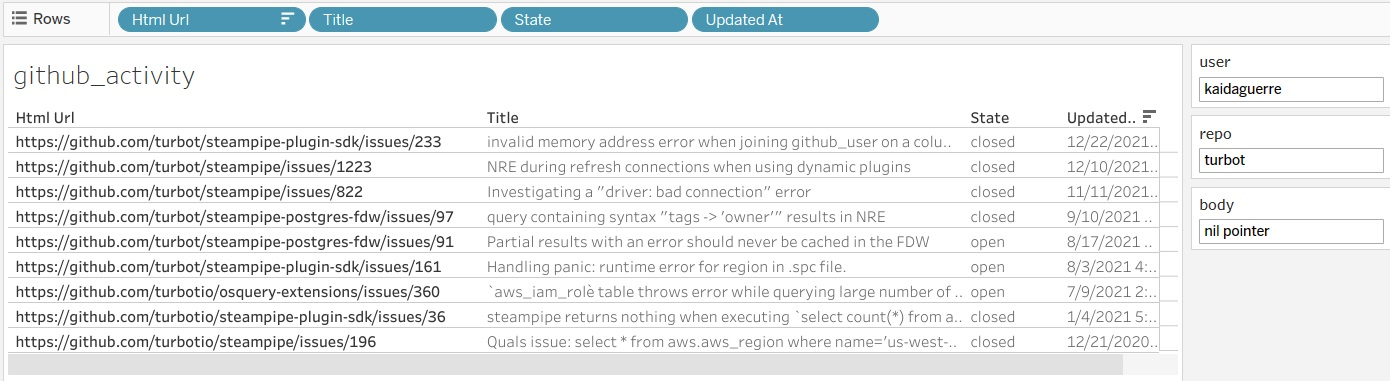 Rows Html Url Title State Updated At
github_activity
Html Url Title State Updated..
https://github.com/turbot/steampipe-plugin-sdk/issues/233 invalid memory address error when joining github_user on a colu.. closed 12/22/2021..
https://github.com/turbot/steampipe/issues/1223 NRE during refresh connections when using dynamic plugins closed 12/10/2021..
https://github.com/turbot/steampipe/issues/822 Investigating a "driver: bad connection" error closed 11/11/2021..
https://github.com/turbot/steampipe-postgres-fdw/issues/97 query containing syntax "tags -> 'owner'" results in NRE closed 9/10/2021 ..
https://github.com/turbot/steampipe-postgres-fdw/issues/91 Partial results with an error should never be cached in the FDW open 8/17/2021 ..
https://github.com/turbot/steampipe-plugin-sdk/issues/161 Handling panic: runtime error for region in .spc file. open 8/3/2021 4:..
https://github.com/turbotio/osquery-extensions/issues/360 `aws_iam_rolè table throws error while querying large number of .. open 7/9/2021 2:..
https://github.com/turbotio/steampipe-plugin-sdk/issues/36 steampipe returns nothing when executing `select count(*) from a.. closed 1/4/2021 5:..
https://github.com/turbotio/steampipe/issues/196 Quals issue: select * from aws.aws_region where name='us-west-.. closed 12/21/2020..
user
kaidaguerre
repo
turbot
body
nil pointer